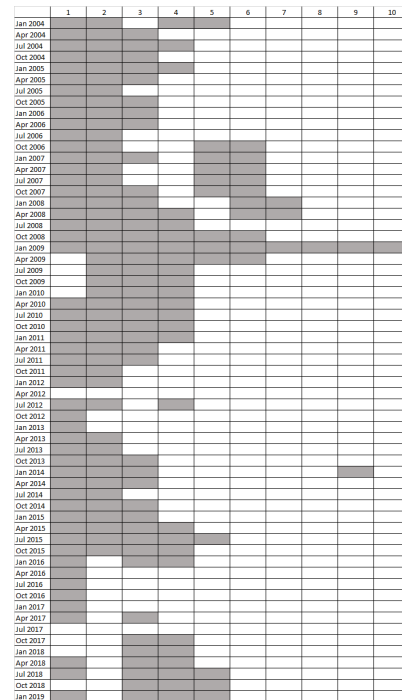 1 2 3 4 5 6 7 8 9 10
Jan 2004
Apr 2004
Jul 2004
Oct 2004
Jan 2005
Apr 2005
Jul 2005
Oct 2005
Jan 2006
Apr 2006
Jul 2006
Oct 2006
Jan 2007
Apr 2007
Jul 2007
Oct 2007
Jan 2008
Apr 2008
Jul 2008
Oct 2008
Jan 2009
Apr 2009
Jul 2009
Oct 2009
Jan 2010
Apr 2010
Jul 2010
Oct 2010
Jan 2011
Apr 2011
Jul 2011
Oct 2011
Jan 2012
Apr 2012
Jul 2012
Oct 2012
Jan 2013
Apr 2013
Jul 2013
Oct 2013
Jan 2014
Apr 2014
Jul 2014
Oct 2014
Jan 2015
Apr 2015
Jul 2015
Oct 2015
Jan 2016
Apr 2016
Jul 2016
Oct 2016
Jan 2017
Apr 2017
Jul 2017
Oct 2017
Jan 2018
Apr 2018
Jul 2018
Oct 2018
Jan 2019